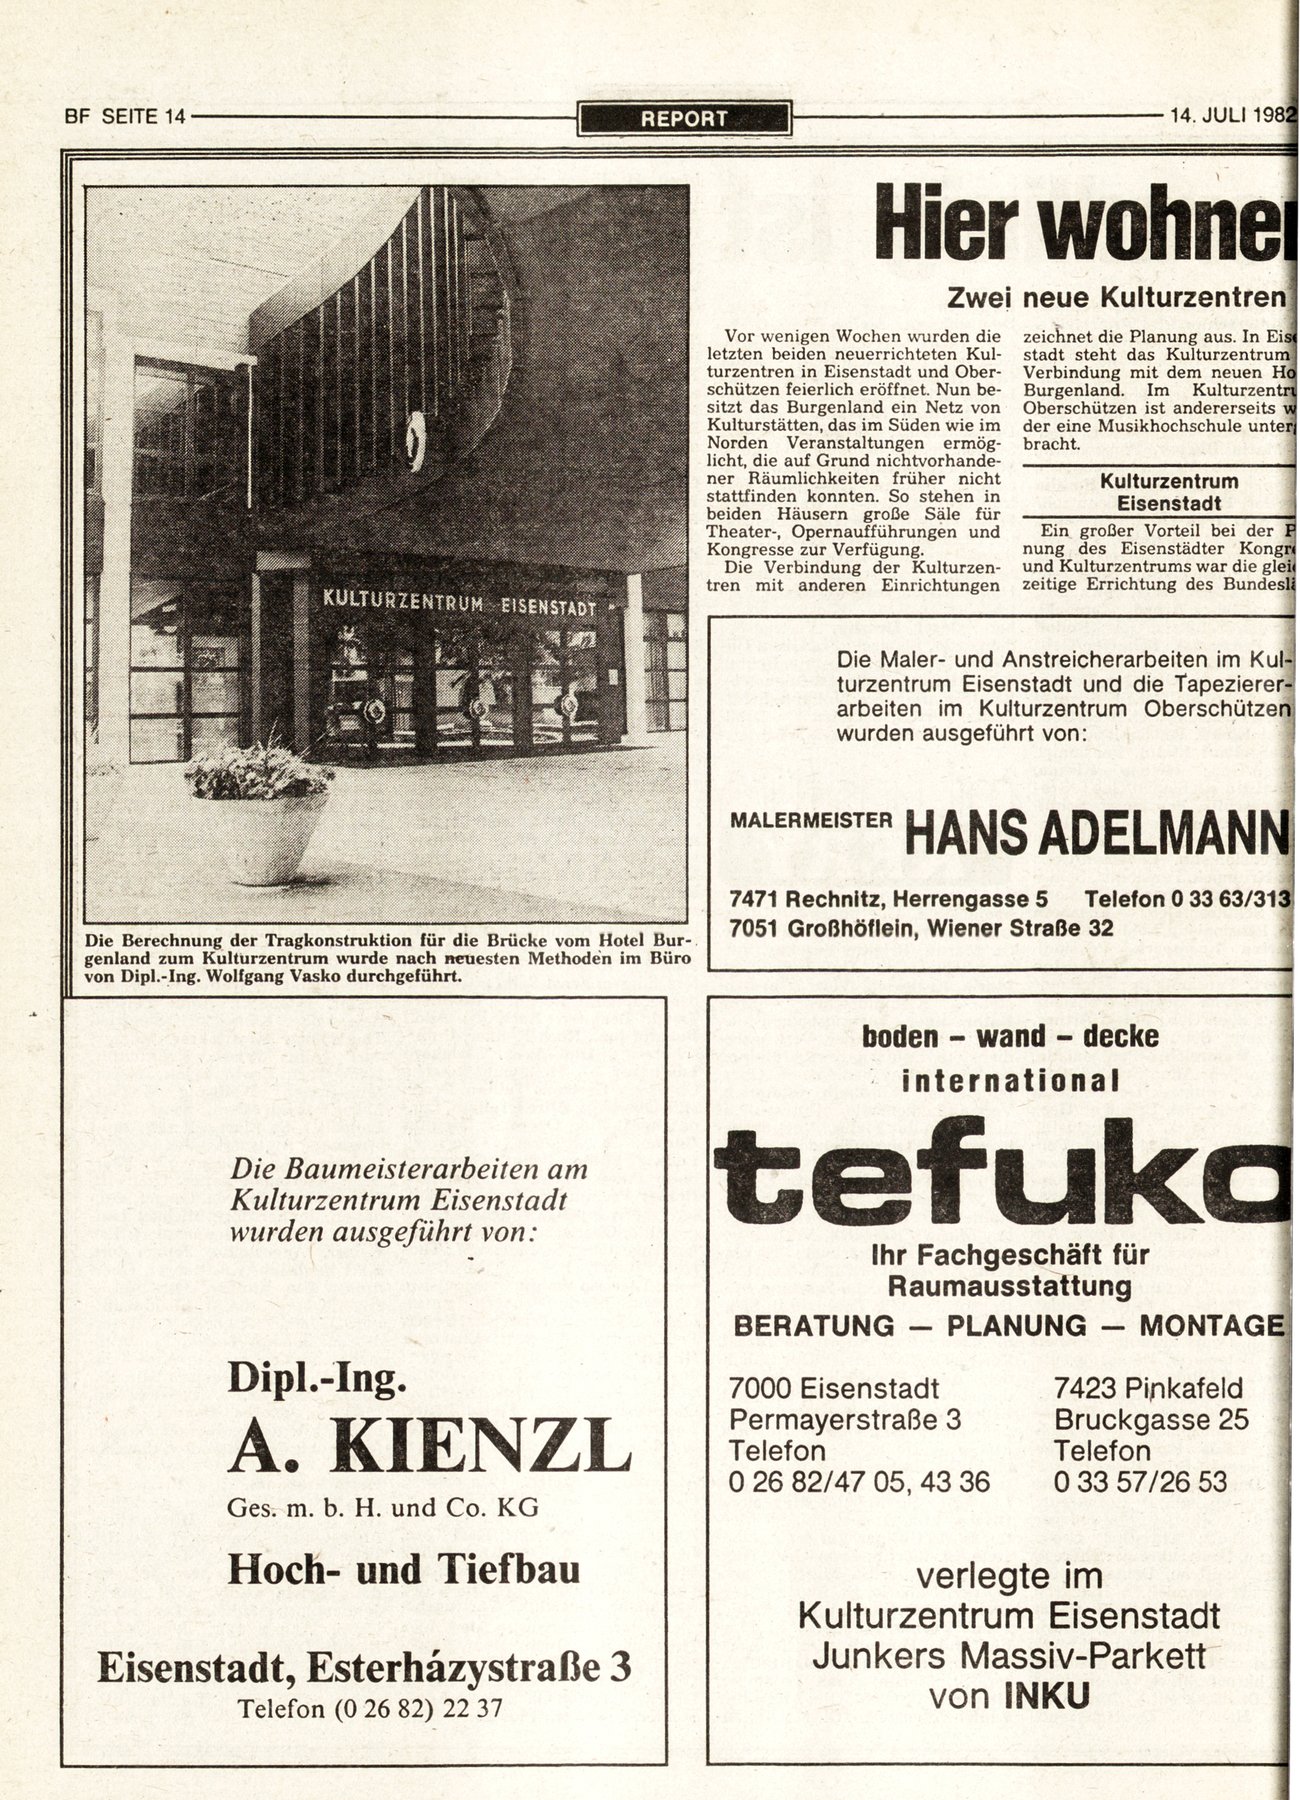 BF SEITE 14
REPORT
14. JULI 1982
KULTURZENTRUM EISENSTADT
Die Berechnung der Tragkonstruktion für die Brücke vom Hotel Bur-
genland zum Kulturzentrum wurde nach neuesten Methoden im Büro
von Dipl.-Ing. Wolfgang Vasko durchgeführt.
Hier wohne
Zwei neue Kulturzentren
Vor wenigen Wochen wurden die
letzten beiden neuerrichteten Kul-
turzentren in Eisenstadt und Ober-
schützen feierlich eröffnet. Nun be-
sitzt das Burgenland ein Netz von
Kulturstätten, das im Süden wie im
Norden Veranstaltungen ermög-
licht, die auf Grund nichtvorhande-
ner Räumlichkeiten früher nicht
stattfinden konnten. So stehen in
beiden Häusern große Säle für
Theater-, Opernaufführungen und
Kongresse zur Verfügung.
Die Verbindung der Kulturzen-
tren mit anderen Einrichtungen
zeichnet die Planung aus. In Eis
stadt steht das Kulturzentrum
Verbindung mit dem neuen Ho
Burgenland. Im Kulturzentr
Oberschützen ist andererseits w
der eine Musikhochschule unter
bracht.
Kulturzentrum
Eisenstadt
Ein großer Vorteil bei der P
nung des Eisenstädter Kongr
und Kulturzentrums war die glei
zeitige Errichtung des Bundeslä
Die Maler- und Anstreicherarbeiten im Kul-
turzentrum Eisenstadt und die Tapezierer-
arbeiten im Kulturzentrum Oberschützen
wurden ausgeführt von:
MALERMEISTER HANS ADELMANN
7471 Rechnitz, Herrengasse 5 Telefon 0 33 63/313
7051 Großhöflein, Wiener Straße 32
Die Baumeisterarbeiten am
Kulturzentrum Eisenstadt
wurden ausgeführt von:
Dipl.-Ing.
A. KIENZL
Ges. m. b. H. und Co. KG
Hoch- und Tiefbau
Eisenstadt, Esterházystraße 3
Telefon (0 26 82) 22 37
boden – wand – decke
international
tefuko
Ihr Fachgeschäft für
Raumausstattung
BERATUNG — PLANUNG — MONTAGE
7000 Eisenstadt
Permayerstraße 3
Telefon
0 26 82/47 05, 43 36
7423 Pinkafeld
Bruckgasse 25
Telefon
0 33 57/26 53
verlegte im
Kulturzentrum Eisenstadt
Junkers Massiv-Parkett
von INKU